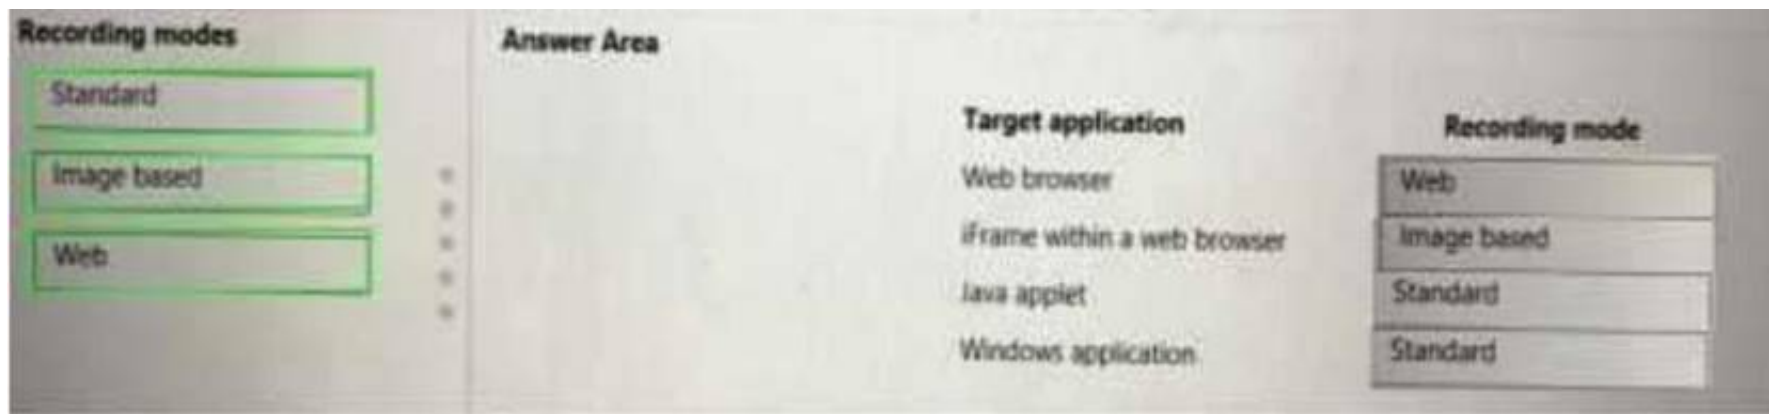 Recording modes
Standard
Image based
Web
Answer Area
Target application
Recording mode
Web browser
Web
iFrame within a web browser
Image based
Java applet
Standard
Windows application
Standard